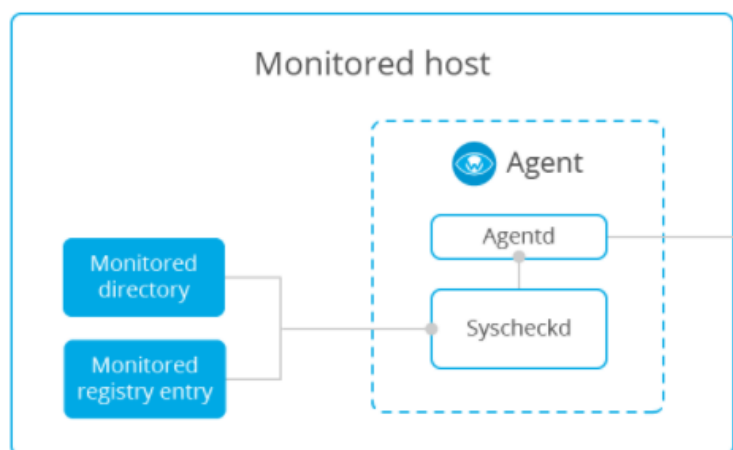 Monitored host
Agent
Agentd
Monitored
directory
Syscheckd
Monitored
registry entry